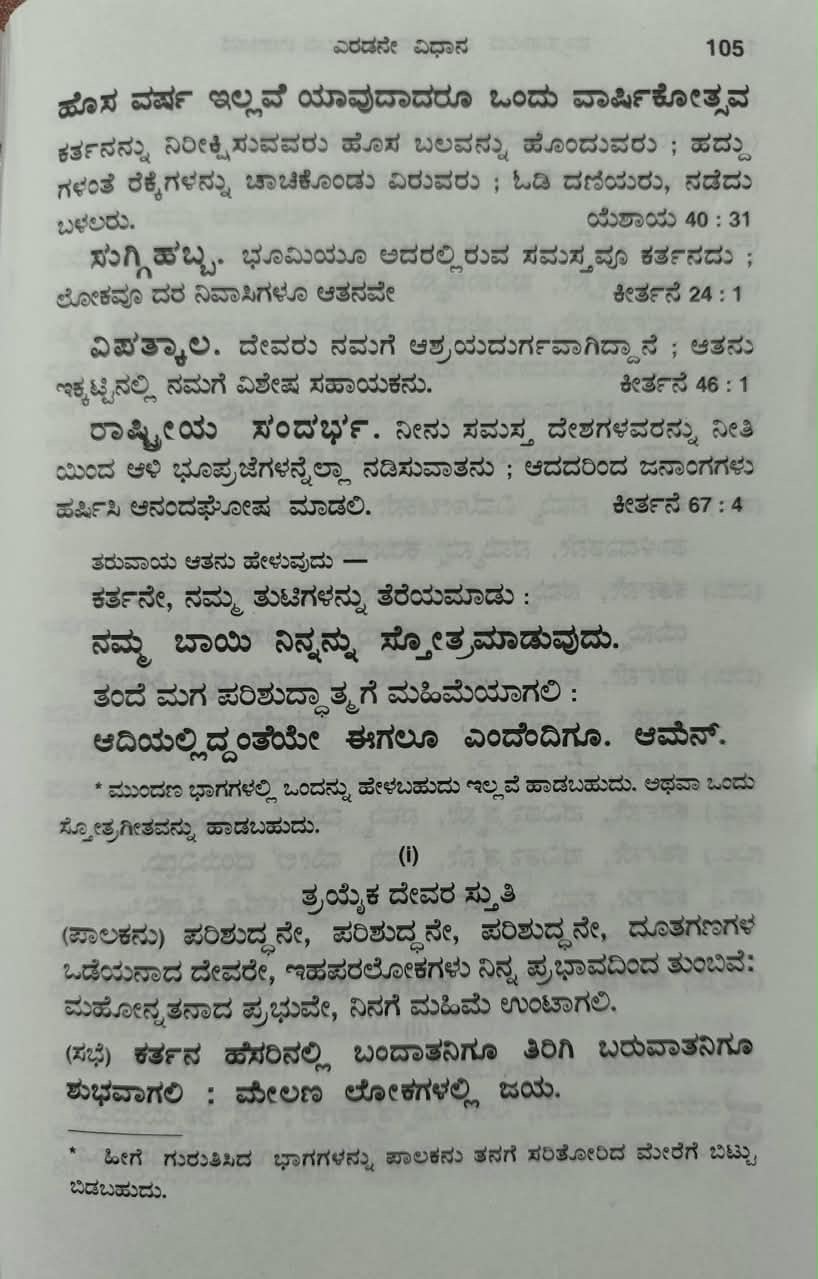 ಎರಡನೇ ವಿಧಾನ 105
ಹೊಸ ವರ್ಷ ಇಲ್ಲವೆ ಯಾವುದಾದರೂ ಒಂದು ವಾರ್ಷಿಕೋತ್ಸವ
ಕರ್ತನನ್ನು ನಿರೀಕ್ಷಿಸುವವರು ಹೊಸ ಬಲವನ್ನು ಹೊಂದುವರು ; ಹದ್ದು
ಗಳಂತೆ ರೆಕ್ಕೆಗಳನ್ನು ಚಾಚಿಕೊಂಡು ಏರುವರು ; ಓಡಿ ದಣಿಯರು, ನಡೆದು
ಬಳಲರು. ಯೆಶಾಯ 40 : 31
ಸುಗ್ಗಿಹಬ್ಬ. ಭೂಮಿಯೂ ಅದರಲ್ಲಿರುವ ಸಮಸ್ತವೂ ಕರ್ತನದು ;
ಲೋಕವೂ ದರ ನಿವಾಸಿಗಳೂ ಆತನವೇ ಕೀರ್ತನೆ 24 : 1
ವಿಪತ್ಕಾಲ. ದೇವರು ನಮಗೆ ಆಶ್ರಯದುರ್ಗವಾಗಿದ್ದಾನೆ ; ಆತನು
ಇಕ್ಕಟ್ಟಿನಲ್ಲಿ ನಮಗೆ ವಿಶೇಷ ಸಹಾಯಕನು. ಕೀರ್ತನೆ 46 : 1
ರಾಷ್ಟ್ರೀಯ ಸಂದರ್ಭ. ನೀನು ಸಮಸ್ತ ದೇಶಗಳವರನ್ನು ನೀತಿ
ಯಿಂದ ಆಳಿ ಭೂಪ್ರಜೆಗಳನ್ನೆಲ್ಲಾ ನಡಿಸುವಾತನು ; ಆದದರಿಂದ ಜನಾಂಗಗಳು
ಹರ್ಷಿಸಿ ಆನಂದಘೋಷ ಮಾಡಲಿ. ಕೀರ್ತನೆ 67 : 4
ತರುವಾಯ ಆತನು ಹೇಳುವುದು —
ಕರ್ತನೇ, ನಮ್ಮ ತುಟಿಗಳನ್ನು ತೆರೆಯಮಾಡು :
ನಮ್ಮ ಬಾಯಿ ನಿನ್ನನ್ನು ಸ್ತೋತ್ರಮಾಡುವುದು.
ತಂದೆ ಮಗ ಪರಿಶುದ್ಧಾತ್ಮಗೆ ಮಹಿಮೆಯಾಗಲಿ :
ಆದಿಯಲ್ಲಿದ್ದಂತೆಯೇ ಈಗಲೂ ಎಂದೆಂದಿಗೂ. ಆಮೆನ್.
* ಮುಂದಣ ಭಾಗಗಳಲ್ಲಿ ಒಂದನ್ನು ಹೇಳಬಹುದು ಇಲ್ಲವೆ ಹಾಡಬಹುದು. ಅಥವಾ ಒಂದು
ಸ್ತೋತ್ರಗೀತವನ್ನು ಹಾಡಬಹುದು.
(i)
ತ್ರಯೈಕ ದೇವರ ಸ್ತುತಿ
(ಪಾಲಕನು) ಪರಿಶುದ್ಧನೇ, ಪರಿಶುದ್ಧನೇ, ಪರಿಶುದ್ಧನೇ, ದೂತಗಣಗಳ
ಒಡೆಯನಾದ ದೇವರೇ, ಇಹಪರಲೋಕಗಳು ನಿನ್ನ ಪ್ರಭಾವದಿಂದ ತುಂಬಿವೆ:
ಮಹೋನ್ನತನಾದ ಪ್ರಭುವೇ, ನಿನಗೆ ಮಹಿಮೆ ಉಂಟಾಗಲಿ.
(ಸಭೆ) ಕರ್ತನ ಹೆಸರಿನಲ್ಲಿ ಬಂದಾತನಿಗೂ ತಿರಿಗಿ ಬರುವಾತನಿಗೂ
ಶುಭವಾಗಲಿ : ಮೇಲಣ ಲೋಕಗಳಲ್ಲಿ ಜಯ.
* ಹೀಗೆ ಗುರುತಿಸಿದ ಭಾಗಗಳನ್ನು ಪಾಲಕನು ತನಗೆ ಸರಿತೋರಿದ ಮೇರೆಗೆ ಬಿಟ್ಟು
ಬಿಡಬಹುದು.